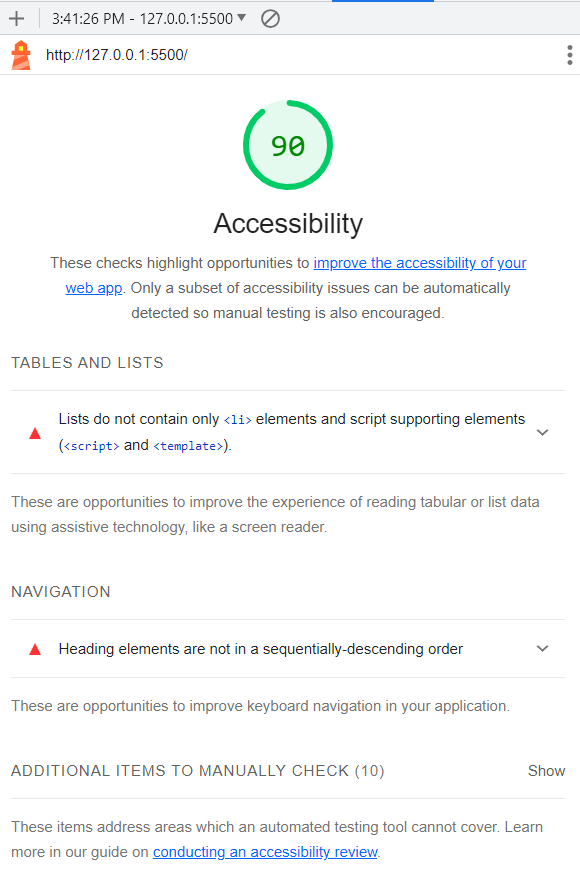 3:41:26 PM - 127.0.0.1:5500
http://127.0.0.1:5500/
90
Accessibility
These checks highlight opportunities to improve the accessibility of your
web app. Only a subset of accessibility issues can be automatically
detected so manual testing is also encouraged.
TABLES AND LISTS
Lists do not contain only <li> elements and script supporting elements
(<script> and <template>).
These are opportunities to improve the experience of reading tabular or list data
using assistive technology, like a screen reader.
NAVIGATION
Heading elements are not in a sequentially-descending order
These are opportunities to improve keyboard navigation in your application.
ADDITIONAL ITEMS TO MANUALLY CHECK (10) Show
These items address areas which an automated testing tool cannot cover. Learn
more in our guide on conducting an accessibility review.